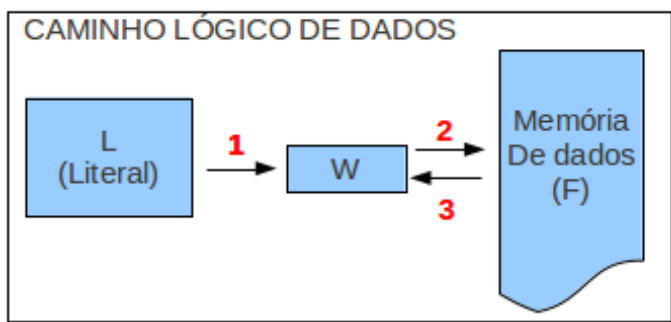 CAMINHO LÓGICO DE DADOS
L
(Literal)
1
W
2
3
Memória
De dados
(F)